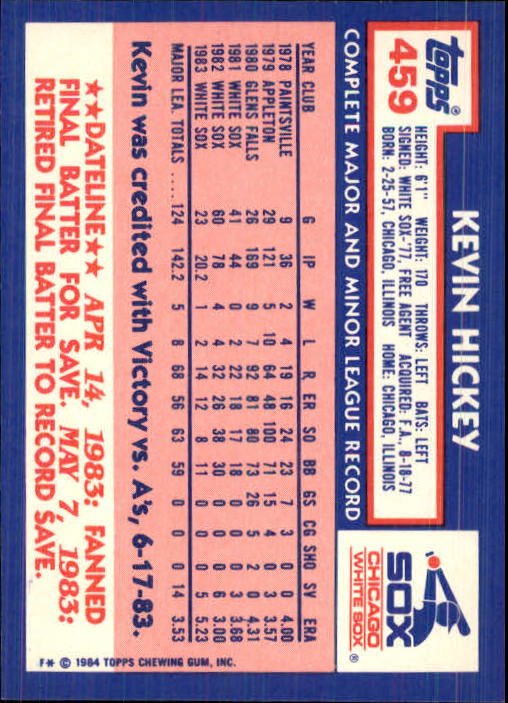 topps®
459
KEVIN HICKEY
HEIGHT: 6'1" WEIGHT: 170 THROWS: LEFT BATS: LEFT
SIGNED: WHITE SOX-'77, FREE AGENT ACQUIRED: F.A., 8-18-77
BORN: 2-25-57, CHICAGO, ILLINOIS HOME: CHICAGO, ILLINOIS
CHICAGO
WHITE SOX
SOX
®
COMPLETE MAJOR AND MINOR LEAGUE RECORD
YEAR CLUB G IP W L R ER SO BB GS CG SHO SV ERA
1978 PAINTSVILLE 9 36 2 4 19 16 24 23 7 3 0 0 4.00
1979 APPLETON 29 121 5 10 64 48 100 71 15 4 0 3 3.57
1980 GLENS FALLS 26 169 9 7 92 81 80 73 26 5 2 0 4.31
1981 WHITE SOX 41 44 0 2 22 18 17 18 0 0 0 3 3.68
1982 WHITE SOX 60 78 4 4 32 26 38 30 0 0 0 6 3.00
1983 WHITE SOX 23 20.2 1 2 14 12 8 11 0 0 0 5 5.23
MAJOR LEA. TOTALS .... 124 142.2 5 8 68 56 63 59 0 0 0 14 3.53
Kevin was credited with Victory vs. A's, 6-17-83.
★★DATELINE★★ APR 14, 1983: FANNED
FINAL BATTER FOR SAVE. MAY 7, 1983:
RETIRED FINAL BATTER TO RECORD SAVE.
F* © 1984 TOPPS CHEWING GUM, INC.